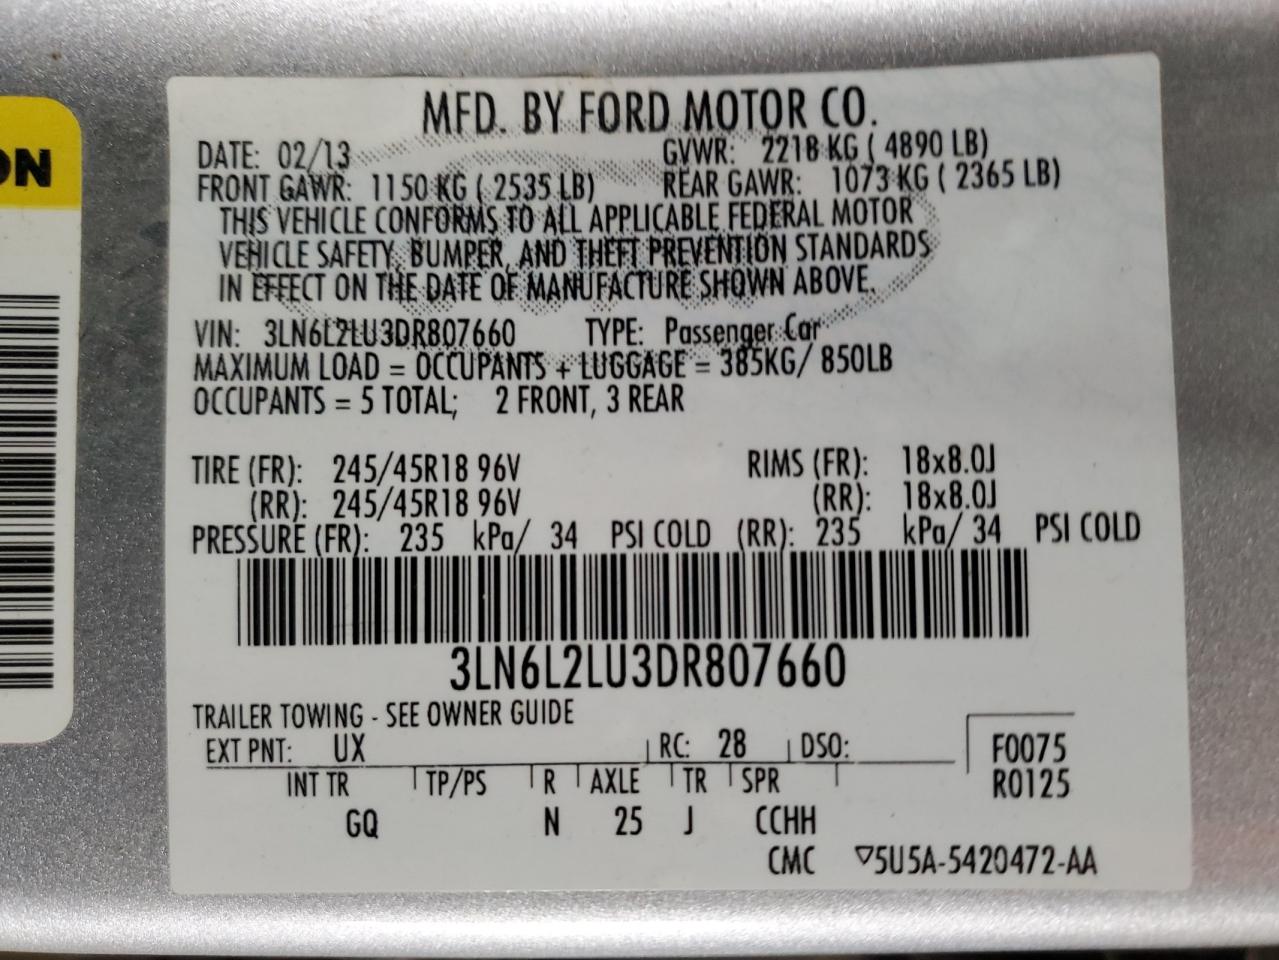 ON
MFD. BY FORD MOTOR CO.
DATE: 02/13 GVWR: 2218 KG ( 4890 LB)
FRONT GAWR: 1150 KG ( 2535 LB) REAR GAWR: 1073 KG ( 2365 LB)
THIS VEHICLE CONFORMS TO ALL APPLICABLE FEDERAL MOTOR
VEHICLE SAFETY, BUMPER, AND THEFT PREVENTION STANDARDS
IN EFFECT ON THE DATE OF MANUFACTURE SHOWN ABOVE.
VIN: 3LN6L2LU3DR807660 TYPE: Passenger Car
MAXIMUM LOAD = OCCUPANTS + LUGGAGE = 385KG/ 850LB
OCCUPANTS = 5 TOTAL; 2 FRONT, 3 REAR
TIRE (FR): 245/45R18 96V RIMS (FR): 18x8.0J
(RR): 245/45R18 96V (RR): 18x8.0J
PRESSURE (FR): 235 kPa/ 34 PSI COLD (RR): 235 kPa/ 34 PSI COLD
3LN6L2LU3DR807660
TRAILER TOWING - SEE OWNER GUIDE
EXT PNT: UX RC: 28 DSO: F0075
INT TR TP/PS R AXLE TR SPR R0125
GQ N 25 J CCHH
CMC ▽5U5A-5420472-AA